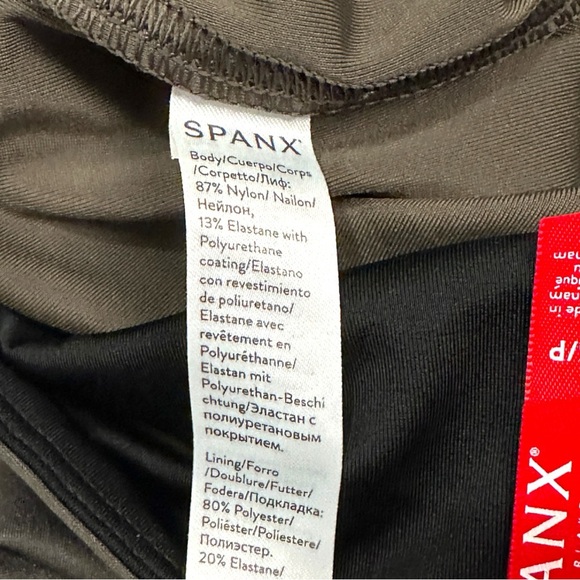 SPANX®
Body/Cuerpo/Corps
/Corpetto/Лиф:
87% Nylon/ Nailon/
Нейлон,
13% Elastane with
Polyurethane
coating/Elastano
con revestimiento
de poliuretano/
Elastane avec
revêtement en
Polyuréthanne/
Elastan mit
Polyurethan-Beschi
chtung/Эластан с
полиуретановым
покрытием.
Lining/Forro
/Doublure/Futter/
Fodera/Подкладка:
80% Polyester/
Poliéster/Poliestere/
Полиэстер.
20% Elastane/
/P
ANX®